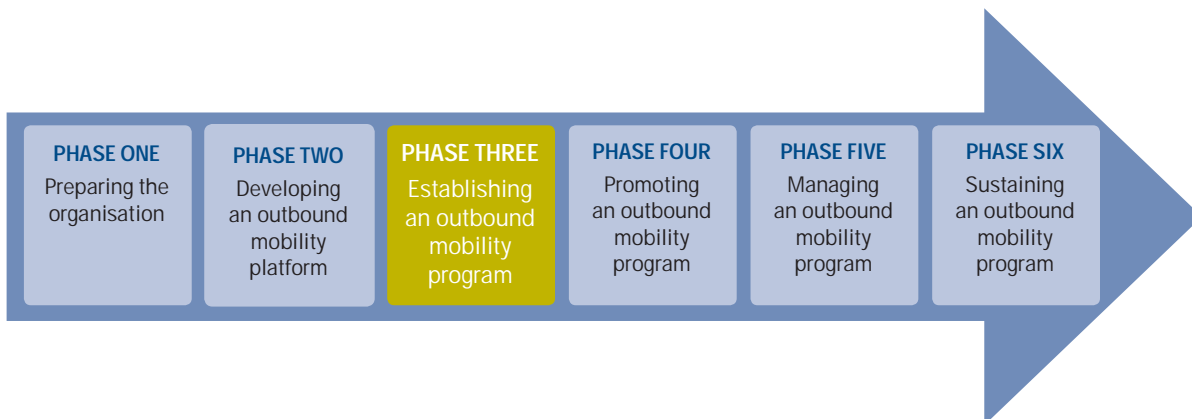 PHASE ONE
Preparing the
organisation
PHASE TWO
Developing
an outbound
mobility
platform
PHASE THREE
Establishing
an outbound
mobility
program
PHASE FOUR
Promoting
an outbound
mobility
program
PHASE FIVE
Managing
an outbound
mobility
program
PHASE SIX
Sustaining
an outbound
mobility
program